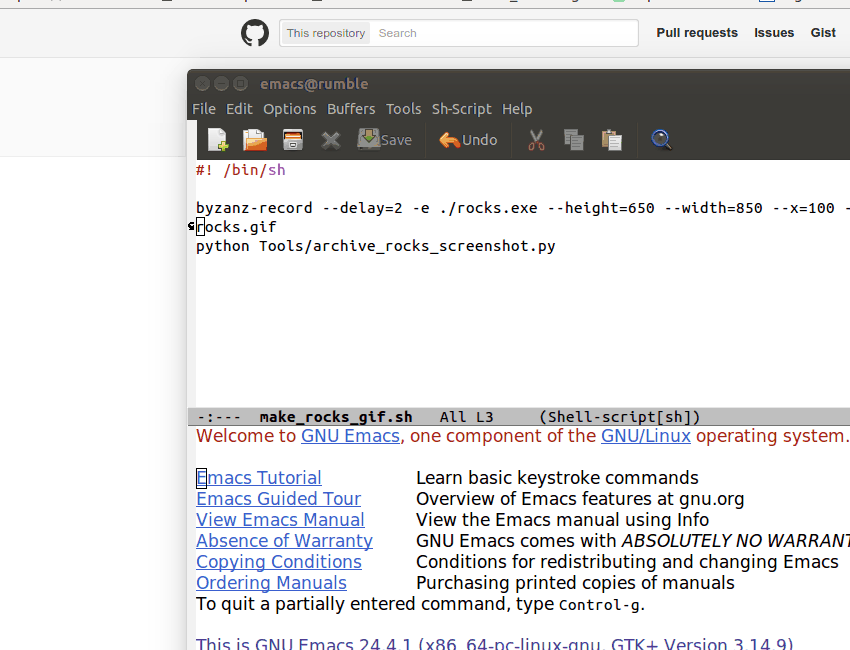 This repository Search Pull requests Issues Gist
emacs@rumble
File Edit Options Buffers Tools Sh-Script Help
Save Undo
#! /bin/sh
byzanz-record --delay=2 -e ./rocks.exe --height=650 --width=850 --x=100 -
rocks.gif
python Tools/archive_rocks_screenshot.py
-:--- make_rocks_gif.sh All L3 (Shell-script[sh])
Welcome to GNU Emacs, one component of the GNU/Linux operating system.
Emacs Tutorial Learn basic keystroke commands
Emacs Guided Tour Overview of Emacs features at gnu.org
View Emacs Manual View the Emacs manual using Info
Absence of Warranty GNU Emacs comes with ABSOLUTELY NO WARRANT
Copying Conditions Conditions for redistributing and changing Emacs
Ordering Manuals Purchasing printed copies of manuals
To quit a partially entered command, type Control-g.
This is GNU Emacs 24.4.1 (x86_64-pc-linux-gnu, GTK+ Version 3.14.9)